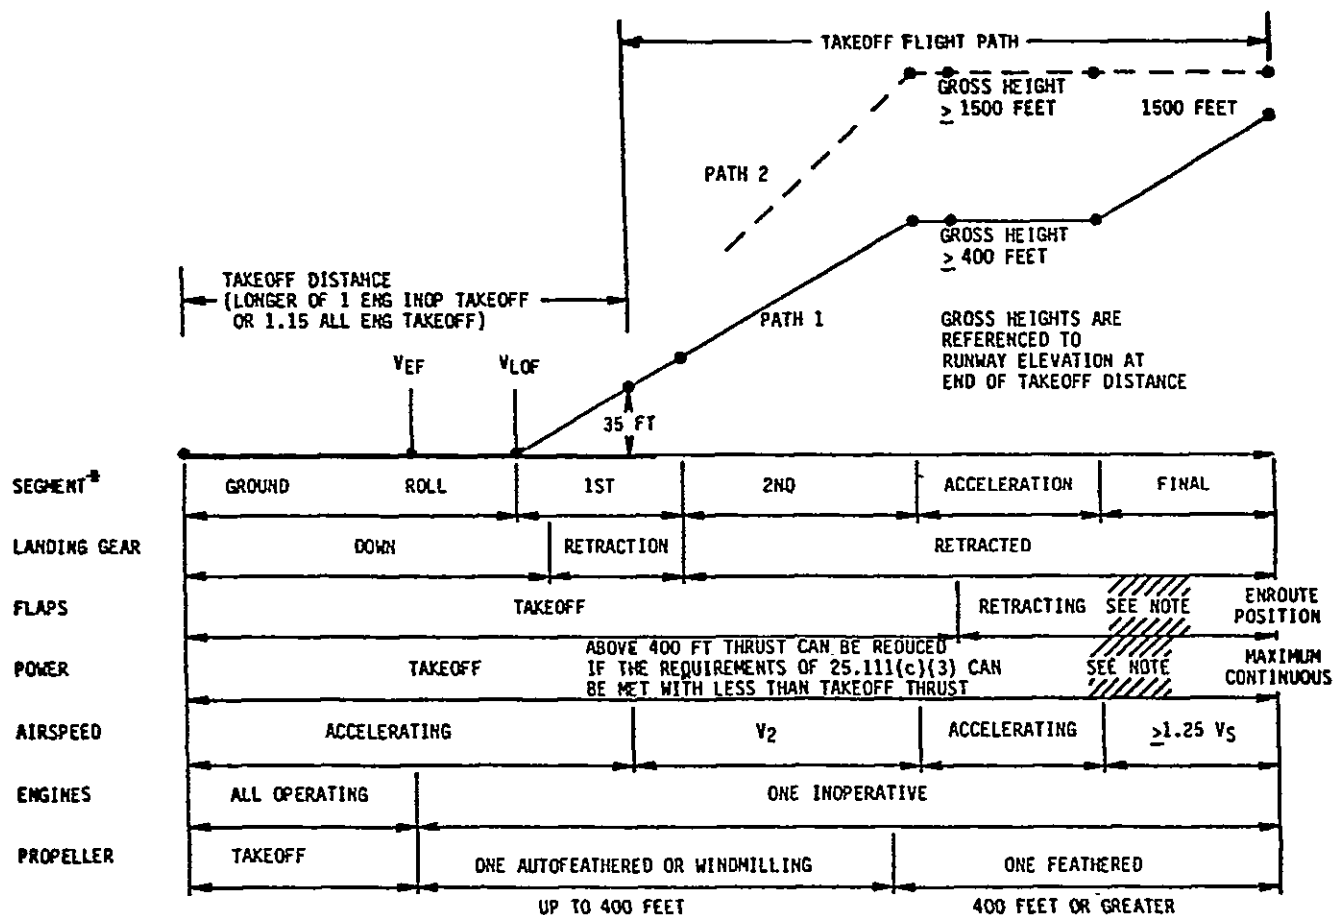 TAKEOFF FLIGHT PATH
GROSS HEIGHT
≥ 1500 FEET
1500 FEET
PATH 2
GROSS HEIGHT
≥ 400 FEET
TAKEOFF DISTANCE
(LONGER OF 1 ENG INOP TAKEOFF
OR 1.15 ALL ENG TAKEOFF)
PATH 1
GROSS HEIGHTS ARE
REFERENCED TO
RUNWAY ELEVATION AT
END OF TAKEOFF DISTANCE
VEF
VLOF
35 FT
SEGMENT* GROUND ROLL 1ST 2ND ACCELERATION FINAL
LANDING GEAR DOWN RETRACTION RETRACTED
FLAPS TAKEOFF RETRACTING SEE NOTE ENROUTE POSITION
POWER TAKEOFF
ABOVE 400 FT THRUST CAN BE REDUCED
IF THE REQUIREMENTS OF 25.111(c)(3) CAN
BE MET WITH LESS THAN TAKEOFF THRUST
SEE NOTE MAXIMUM CONTINUOUS
AIRSPEED ACCELERATING V2 ACCELERATING ≥1.25 VS
ENGINES ALL OPERATING ONE INOPERATIVE
PROPELLER TAKEOFF ONE AUTOFEATHERED OR WINDMILLING ONE FEATHERED
UP TO 400 FEET 400 FEET OR GREATER